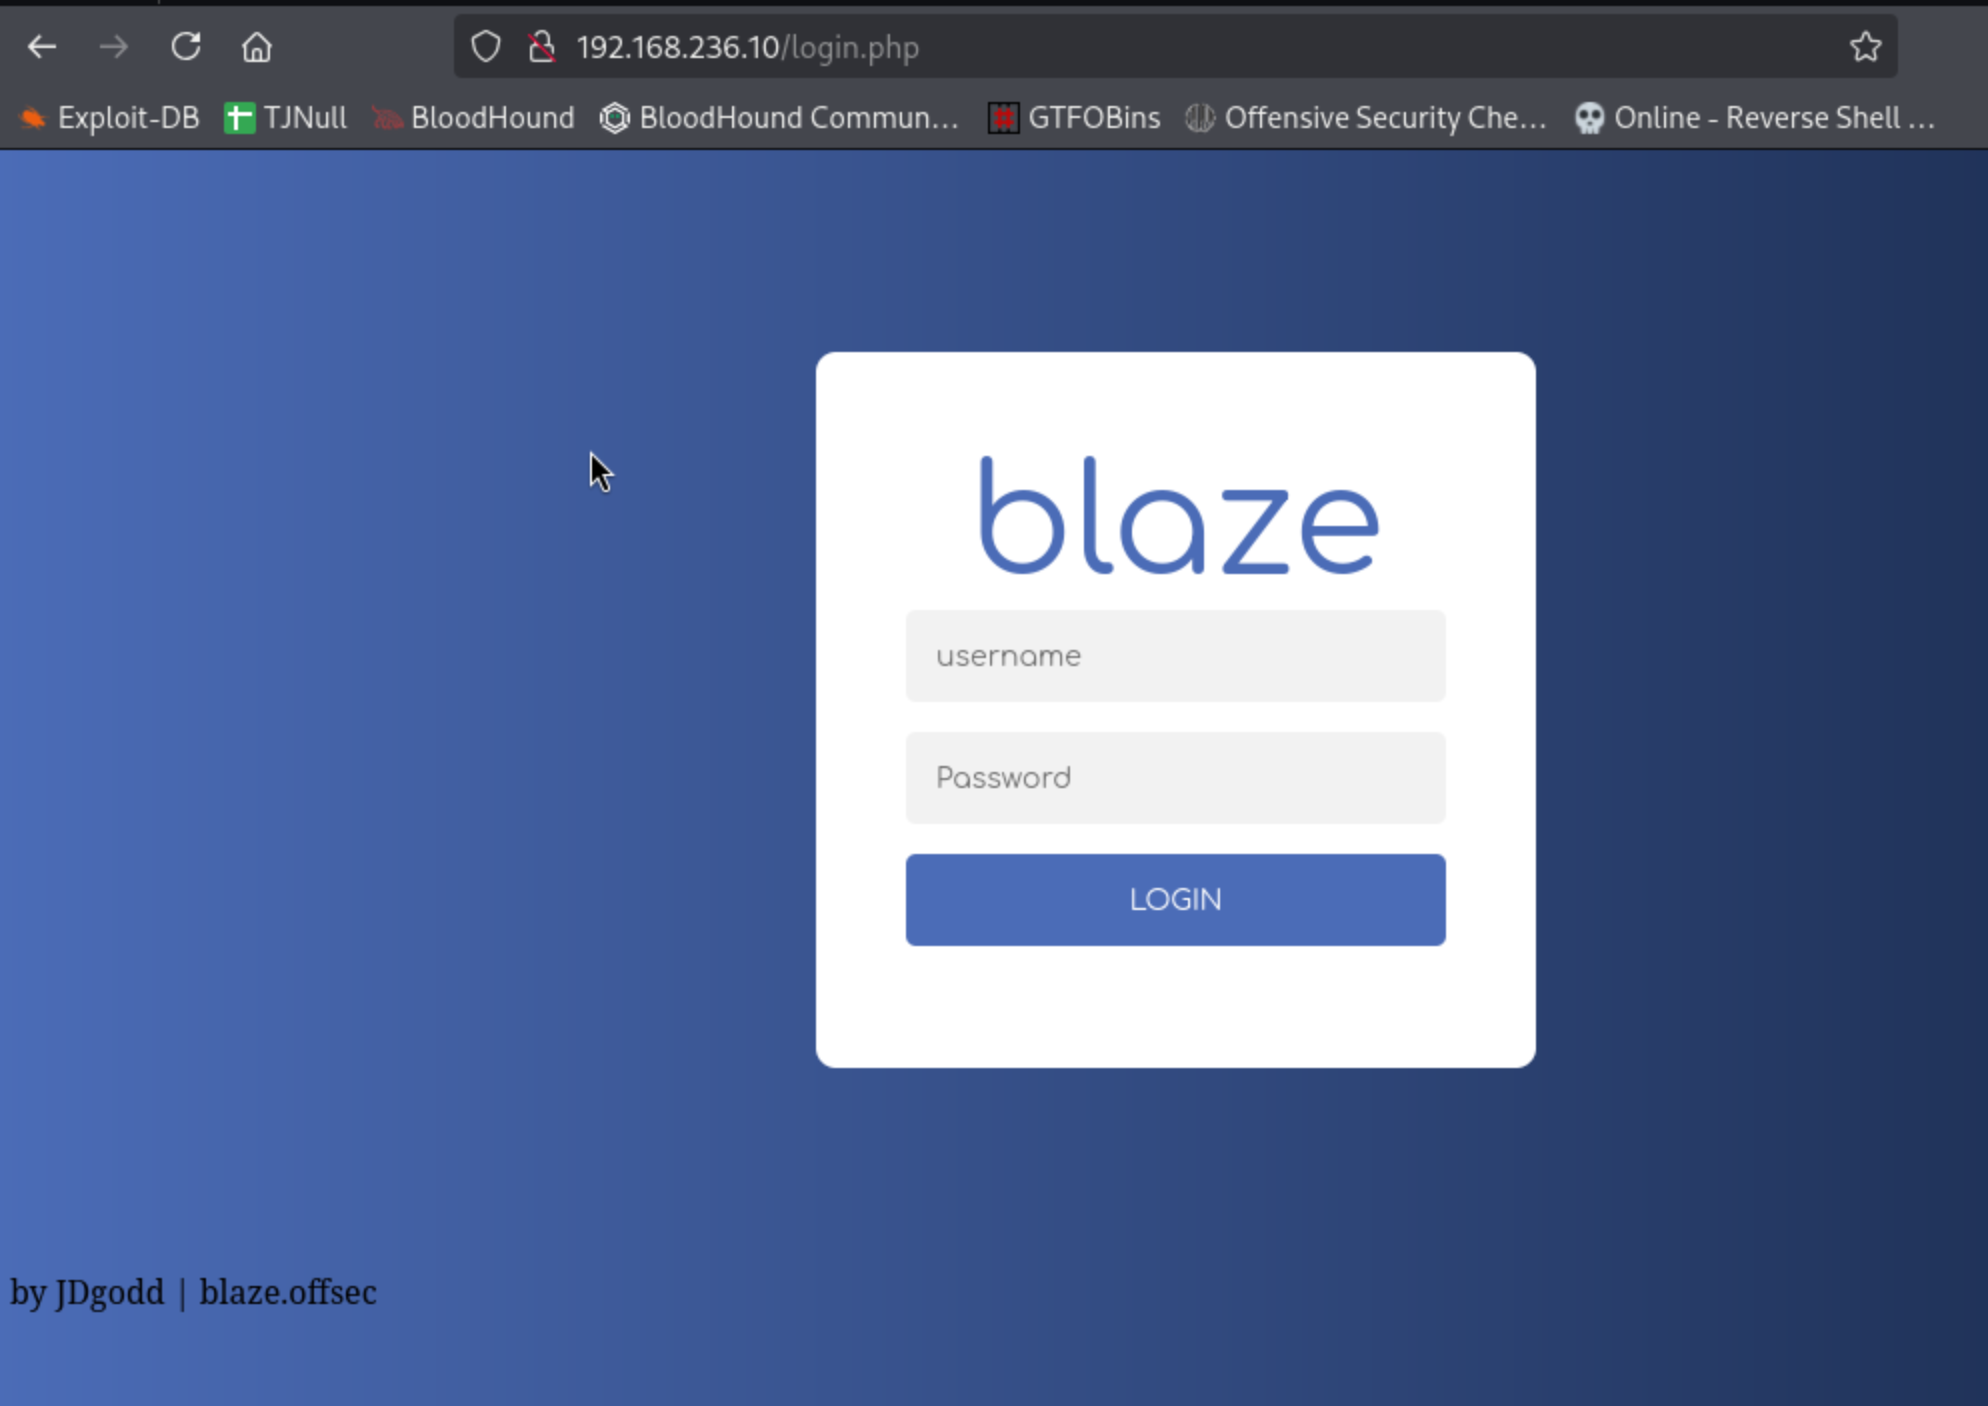 192.168.236.10/login.php
Exploit-DB TJNull BloodHound BloodHound Commun... GTFOBins Offensive Security Che... Online - Reverse Shell ...
blaze
username
Password
LOGIN
by JDgodd | blaze.offsec